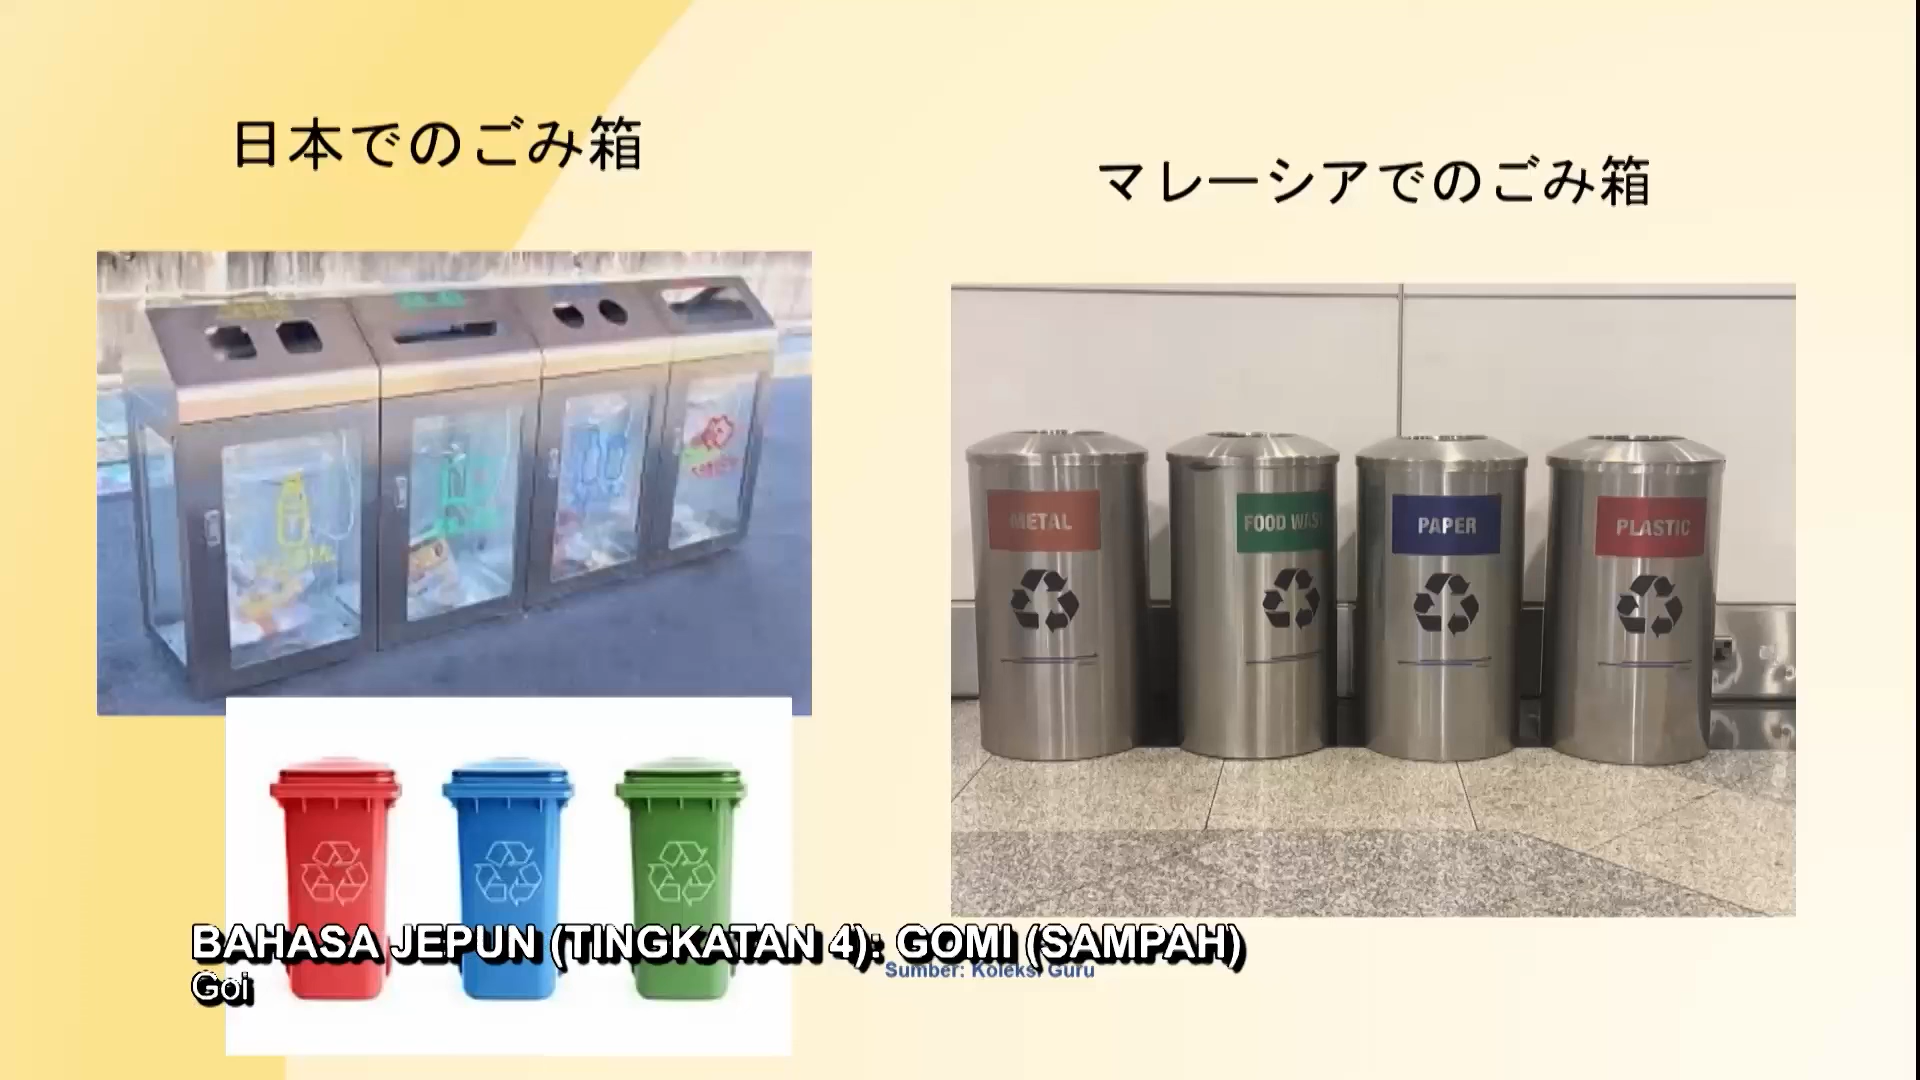 日本でのごみ箱
マレーシアでのごみ箱
METAL
FOOD WAS
PAPER
PLASTIC
BAHASA JEPUN (TINGKATAN 4): GOMI (SAMPAH)
Sumber: Koleksi Guru
Goi